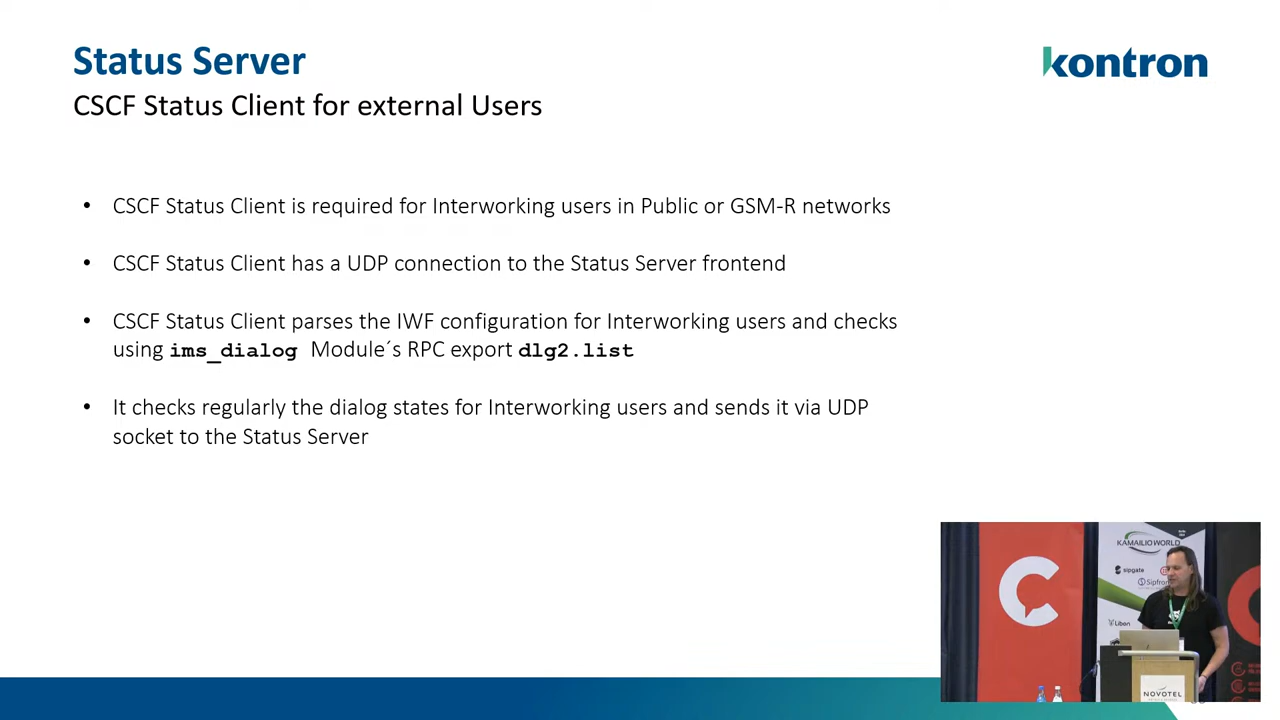 Status Server
kontron
CSCF Status Client for external Users
• CSCF Status Client is required for Interworking users in Public or GSM-R networks
• CSCF Status Client has a UDP connection to the Status Server frontend
• CSCF Status Client parses the IWF configuration for Interworking users and checks
using ims_dialog Module´s RPC export dlg2.list
• It checks regularly the dialog states for Interworking users and sends it via UDP
socket to the Status Server
KAMAILIO WORLD
sipgate
Sipfront
Libon
NOVOTEL